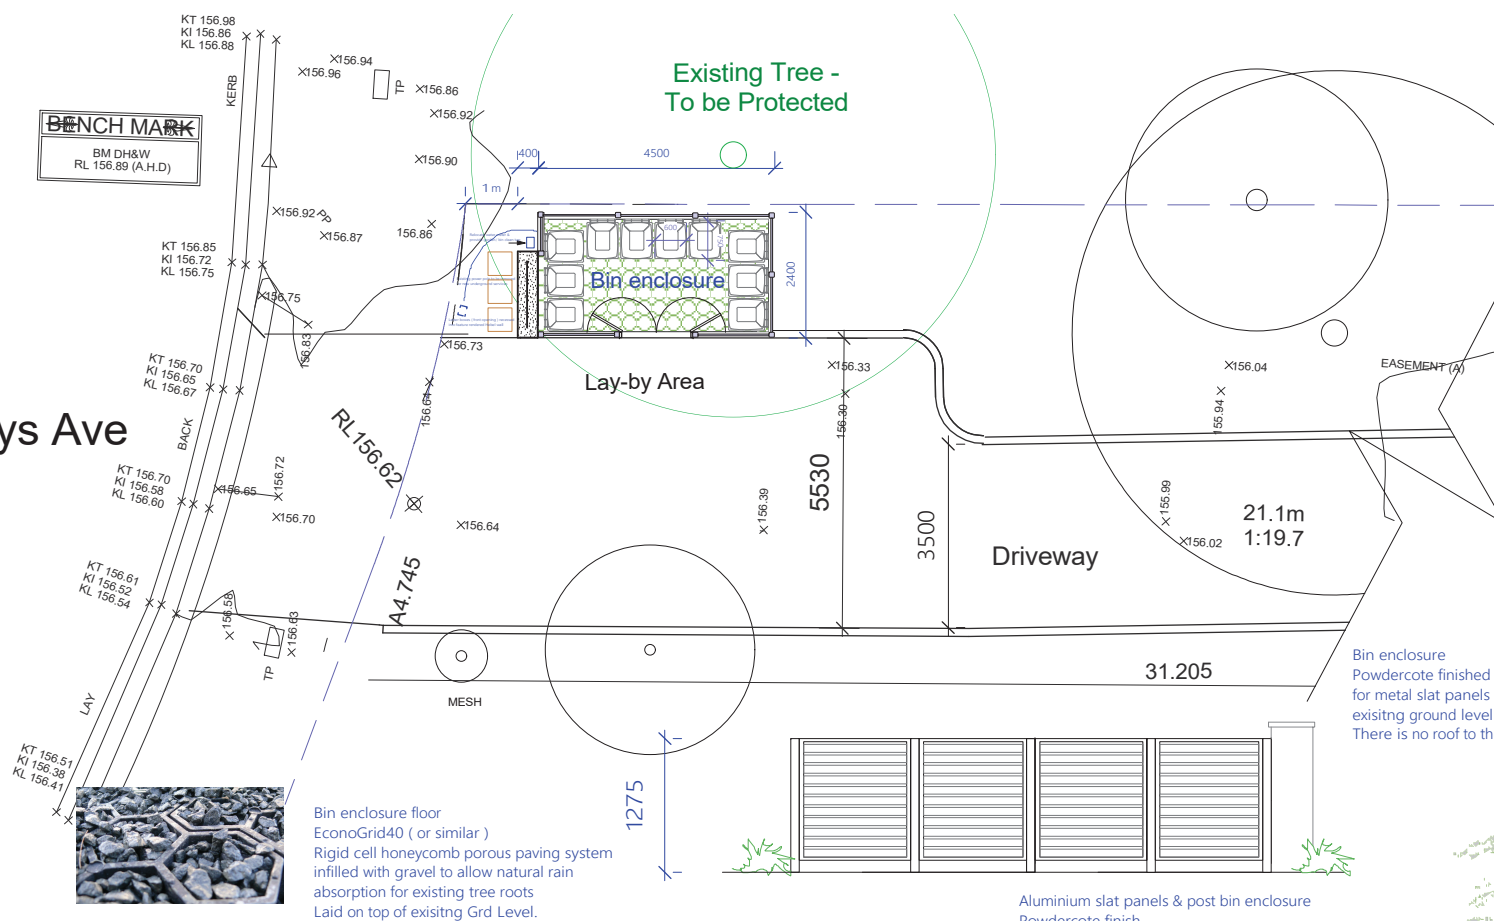 KT 156.98
KI 156.86
KL 156.88
156.94
156.96
TP
156.86
156.92
KERB
BENCH MARK
BM DH&W
RL 156.89 (A.H.D)
156.90
Existing Tree -
To be Protected
400
4500
1 m
156.92
PP
156.87
156.86
600
750
2400
Bin enclosure
KT 156.85
KI 156.72
KL 156.75
156.75
156.83
156.73
Lay-by Area
156.33
156.04
EASEMENT (A)
KT 156.70
KI 156.65
KL 156.67
156.64
156.30
155.94
ys Ave
BACK
RL156.62
KT 156.70
KI 156.58
KL 156.60
156.65
156.72
156.70
156.64
156.39
5530
3500
Driveway
155.99
156.02
21.1m
1:19.7
KT 156.61
KI 156.52
KL 156.54
156.58
156.63
TP
A4.745
MESH
31.205
LAY
KT 156.51
KI 156.38
KL 156.41
Bin enclosure
Powdercote finished
for metal slat panels
exisitng ground level
There is no roof to th
1275
Bin enclosure floor
EconoGrid40 ( or similar )
Rigid cell honeycomb porous paving system
infilled with gravel to allow natural rain
absorption for existing tree roots
Laid on top of exisitng Grd Level.
Aluminium slat panels & post bin enclosure
Powdercote finish